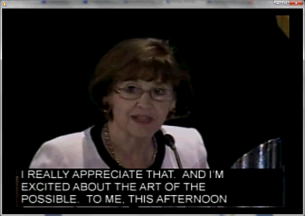 I REALLY APPRECIATE THAT.  AND I'M
EXCITED ABOUT THE ART OF THE
POSSIBLE.  TO ME, THIS AFTERNOON